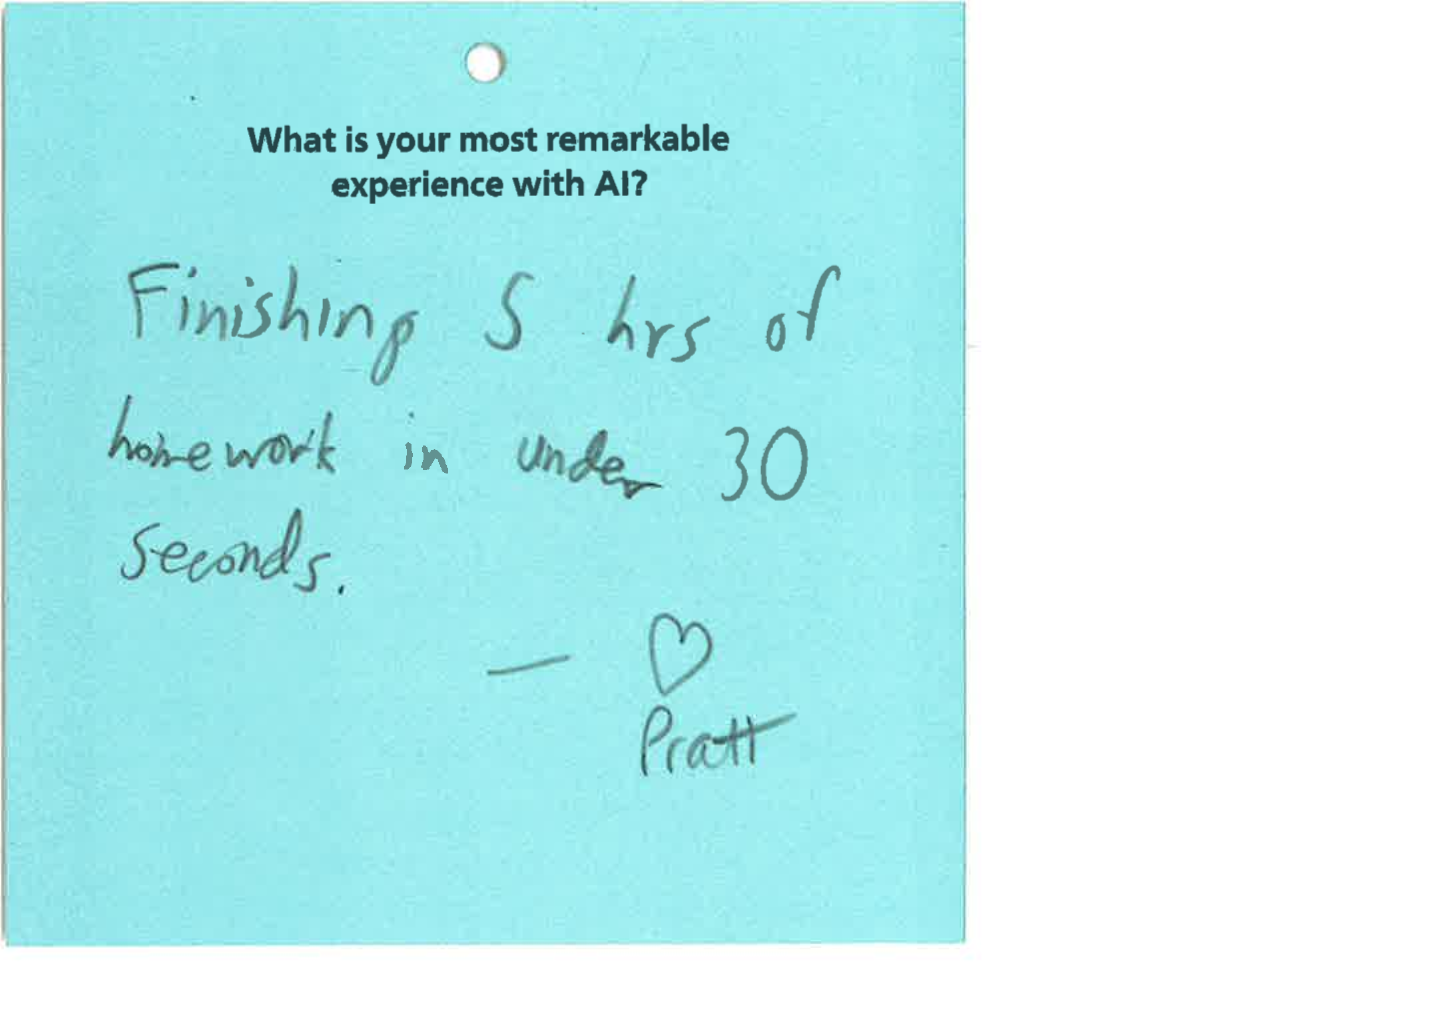 What is your most remarkable
experience with AI?
Finishing 5 hrs of
homework in under 30
seconds.
— ♡
Pratt